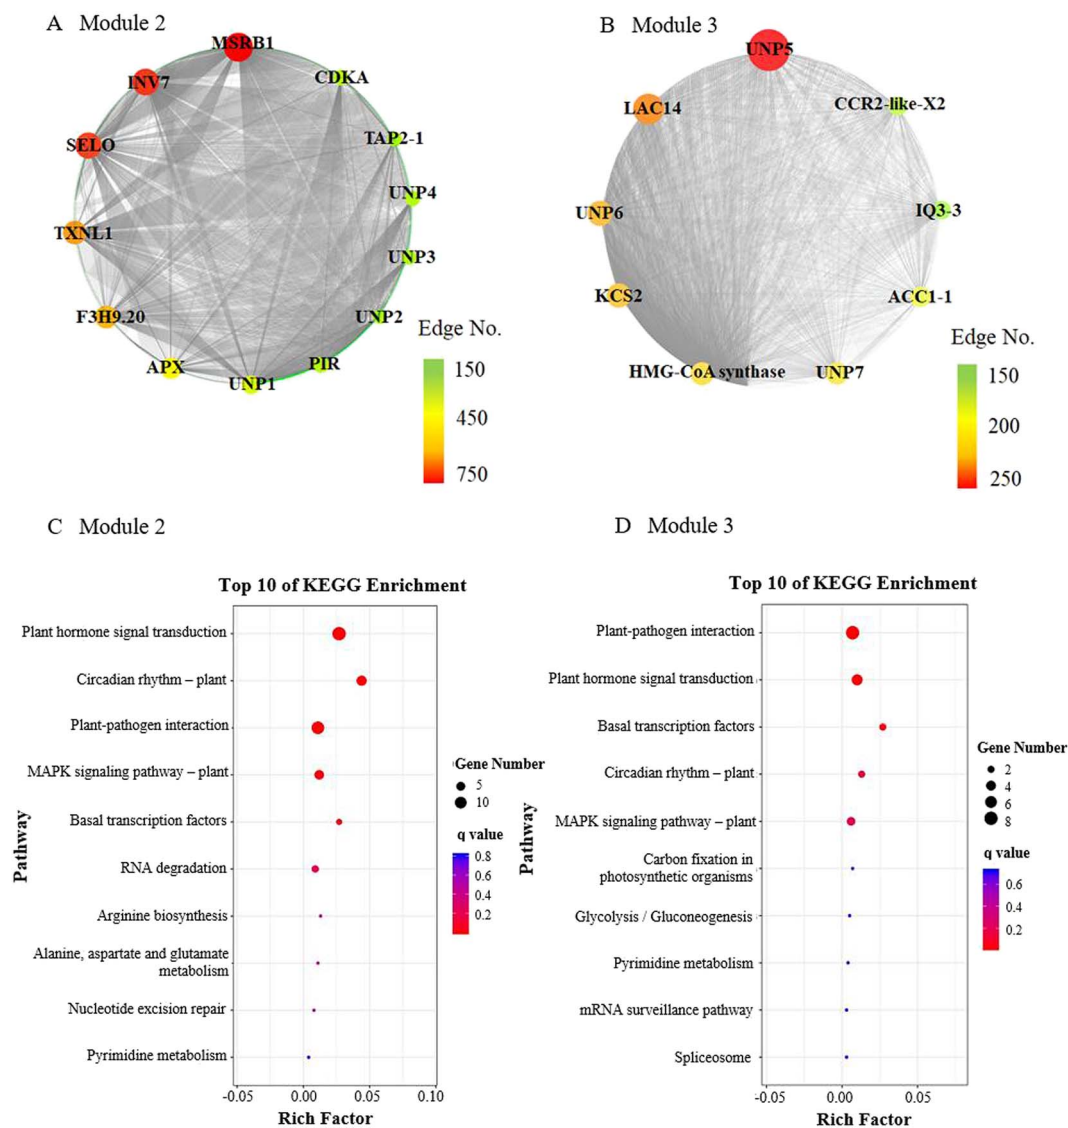 A Module 2
MSRB1
INV7
CDKA
SELO
TAP2-1
UNP4
TXNL1
UNP3
F3H9.20
UNP2
APX
PIR
UNP1
Edge No.
150
450
750
B Module 3
UNP5
LAC14
CCR2-like-X2
UNP6
IQ3-3
KCS2
ACC1-1
HMG-CoA synthase
UNP7
Edge No.
150
200
250
C Module 2
Top 10 of KEGG Enrichment
Pathway
Plant hormone signal transduction
Circadian rhythm – plant
Plant-pathogen interaction
MAPK signaling pathway – plant
Basal transcription factors
RNA degradation
Arginine biosynthesis
Alanine, aspartate and glutamate
metabolism
Nucleotide excision repair
Pyrimidine metabolism
-0.05 0.00 0.05 0.10
Rich Factor
Gene Number
5
10
q value
0.8
0.6
0.4
0.2
D Module 3
Top 10 of KEGG Enrichment
Pathway
Plant-pathogen interaction
Plant hormone signal transduction
Basal transcription factors
Circadian rhythm – plant
MAPK signaling pathway – plant
Carbon fixation in
photosynthetic organisms
Glycolysis / Gluconeogenesis
Pyrimidine metabolism
mRNA surveillance pathway
Spliceosome
-0.05 0.00 0.05
Rich Factor
Gene Number
2
4
6
8
q value
0.6
0.4
0.2